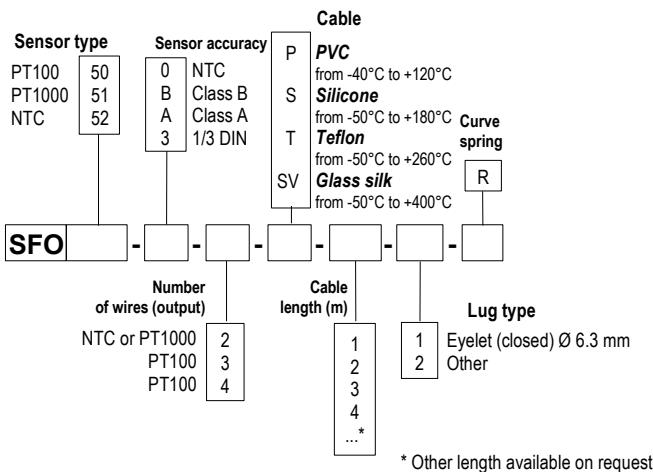 Cable
Sensor type
PT100 50
PT1000 51
NTC 52
Sensor accuracy
0 NTC
B Class B
A Class A
3 1/3 DIN
P PVC
from -40°C to +120°C
S Silicone
from -50°C to +180°C
T Teflon
from -50°C to +260°C
SV Glass silk
from -50°C to +400°C
Curve
spring
R
SFO - - - - - -
Number
of wires (output)
NTC or PT1000 2
PT100 3
PT100 4
Cable
length (m)
1
2
3
4
...*
Lug type
1 Eyelet (closed) Ø 6.3 mm
2 Other
* Other length available on request